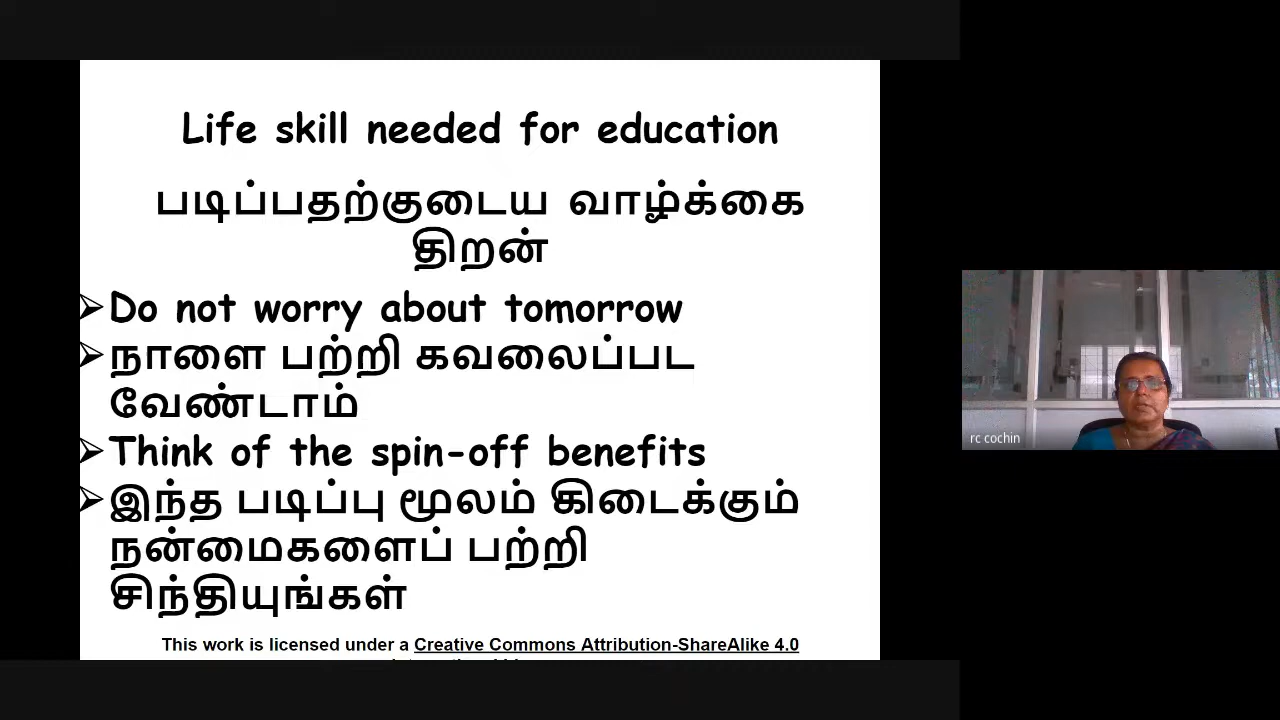 Life skill needed for education
படிப்பதற்குடைய வாழ்க்கை
திறன்
Do not worry about tomorrow
நாளை பற்றி கவலைப்பட
வேண்டாம்
Think of the spin-off benefits
இந்த படிப்பு மூலம் கிடைக்கும்
நன்மைகளைப் பற்றி
சிந்தியுங்கள்
This work is licensed under a Creative Commons Attribution-ShareAlike 4.0
rc cochin